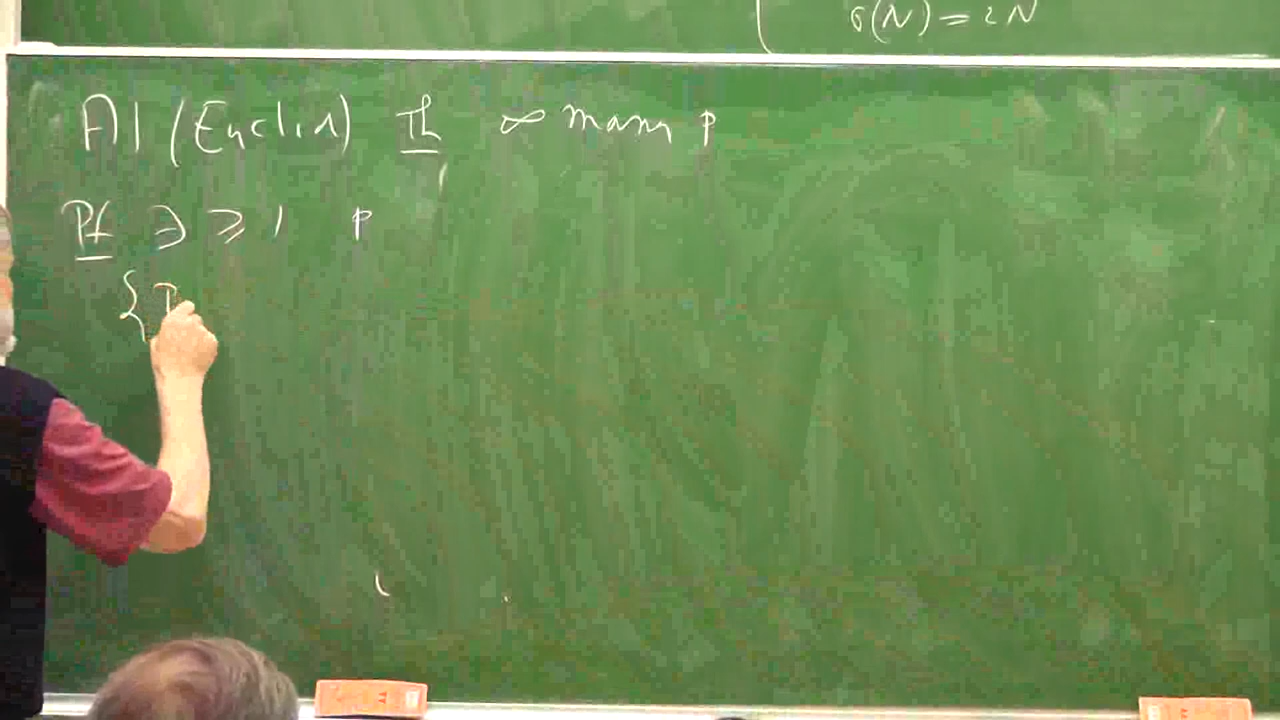 σ(N) = 2N
A1 (Euclid) Th ∞ many p
Pf ∃ ≥ 1 p
{